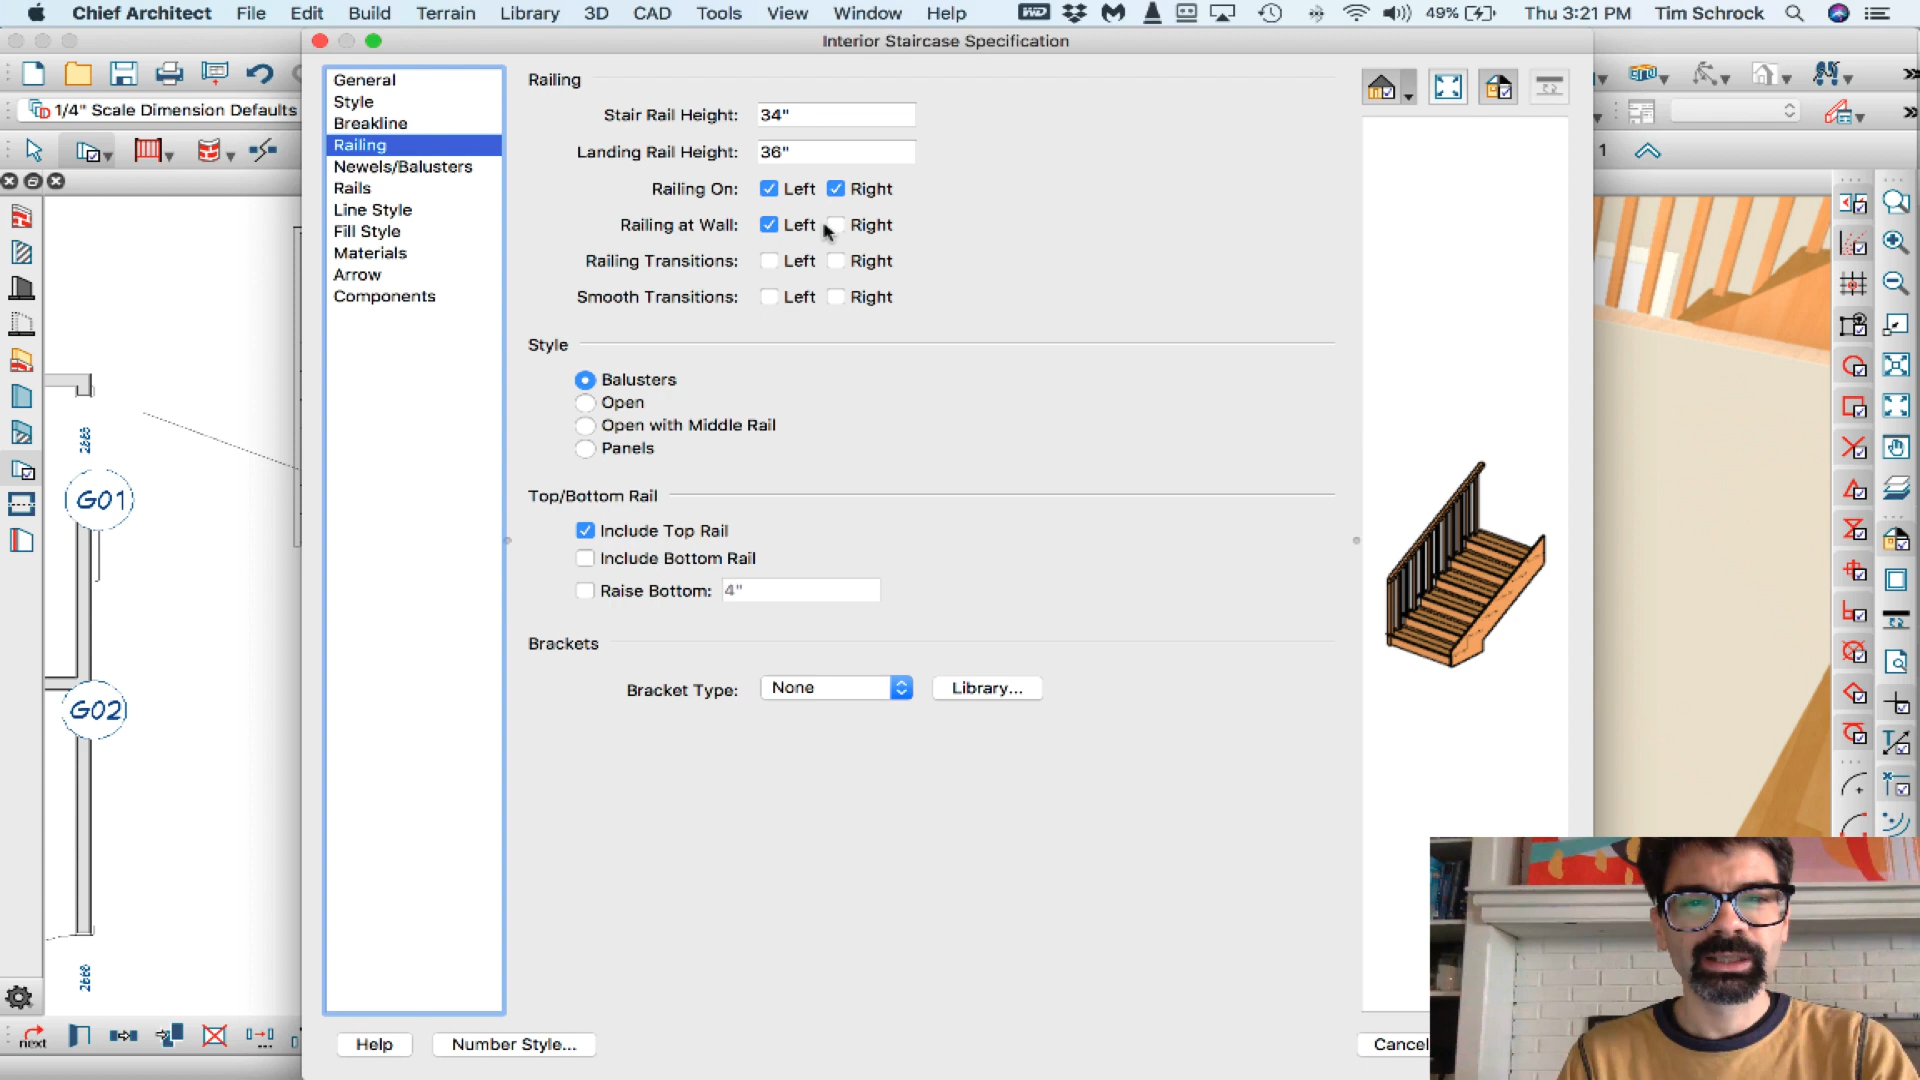 Chief Architect File Edit Build Terrain Library 3D CAD Tools View Window Help WD 49% Thu 3:21 PM Tim Schrock
Interior Staircase Specification
1/4" Scale Dimension Defaults
1
General
Style
Breakline
Railing
Newels/Balusters
Rails
Line Style
Fill Style
Materials
Arrow
Components
Railing
Stair Rail Height: 34"
Landing Rail Height: 36"
Railing On: Left Right
Railing at Wall: Left Right
Railing Transitions: Left Right
Smooth Transitions: Left Right
Style
Balusters
Open
Open with Middle Rail
Panels
Top/Bottom Rail
Include Top Rail
Include Bottom Rail
Raise Bottom: 4"
Brackets
Bracket Type: None Library...
G01
G02
2668
next
Help Number Style... Cancel